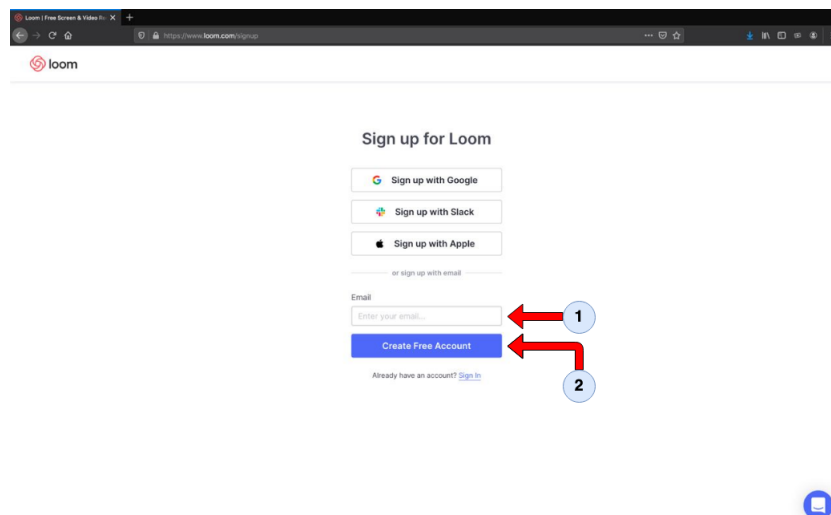 Loom | Free Screen & Video Re
https://www.loom.com/signup
loom
Sign up for Loom
Sign up with Google
Sign up with Slack
Sign up with Apple
or sign up with email
Email
Enter your email...
1
Create Free Account
Already have an account? Sign In
2